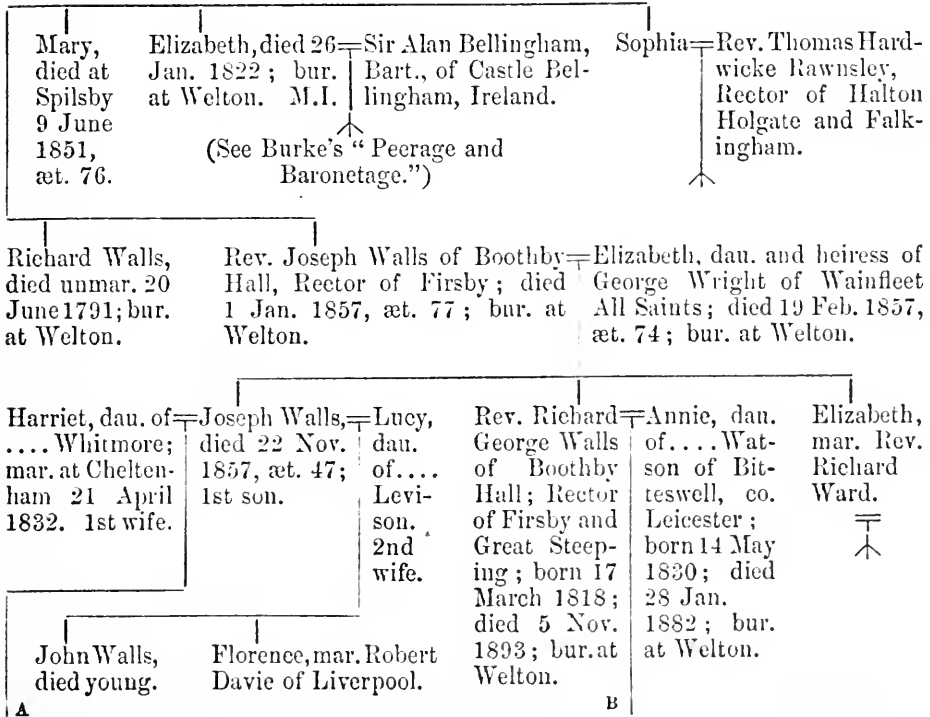 Mary,
died at
Spilsby
9 June
1851,
æt. 76.
Elizabeth, died 26
Jan. 1822 ; bur.
at Welton. M.I.
Sir Alan Bellingham,
Bart., of Castle Bel-
lingham, Ireland.
(See Burke's “ Peerage and
Baronetage.”)
Sophia
Rev. Thomas Hard-
wicke Rawnsley,
Rector of Halton
Holgate and Falk-
ingham.
Richard Walls,
died unmar. 20
June 1791; bur.
at Welton.
Rev. Joseph Walls of Boothby
Hall, Rector of Firsby ; died
1 Jan. 1857, æt. 77 ; bur. at
Welton.
Elizabeth, dau. and heiress of
George Wright of Wainfleet
All Saints ; died 19 Feb. 1857,
æt. 74 ; bur. at Welton.
Harriet, dau. of
.... Whitmore;
mar. at Chelten-
ham 21 April
1832. 1st wife.
Joseph Walls,
died 22 Nov.
1857, æt. 47;
1st son.
Lucy,
dau.
of....
Levi-
son.
2nd
wife.
Rev. Richard
George Walls
of Boothby
Hall; Rector
of Firsby and
Great Steep-
ing ; born 17
March 1818 ;
died 5 Nov.
1893 ; bur. at
Welton.
Annie, dau.
of....Wat-
son of Bit-
teswell, co.
Leicester ;
born 14 May
1830; died
28 Jan.
1882 ; bur.
at Welton.
Elizabeth,
mar. Rev.
Richard
Ward.
John Walls,
died young.
Florence, mar. Robert
Davie of Liverpool.
A
B